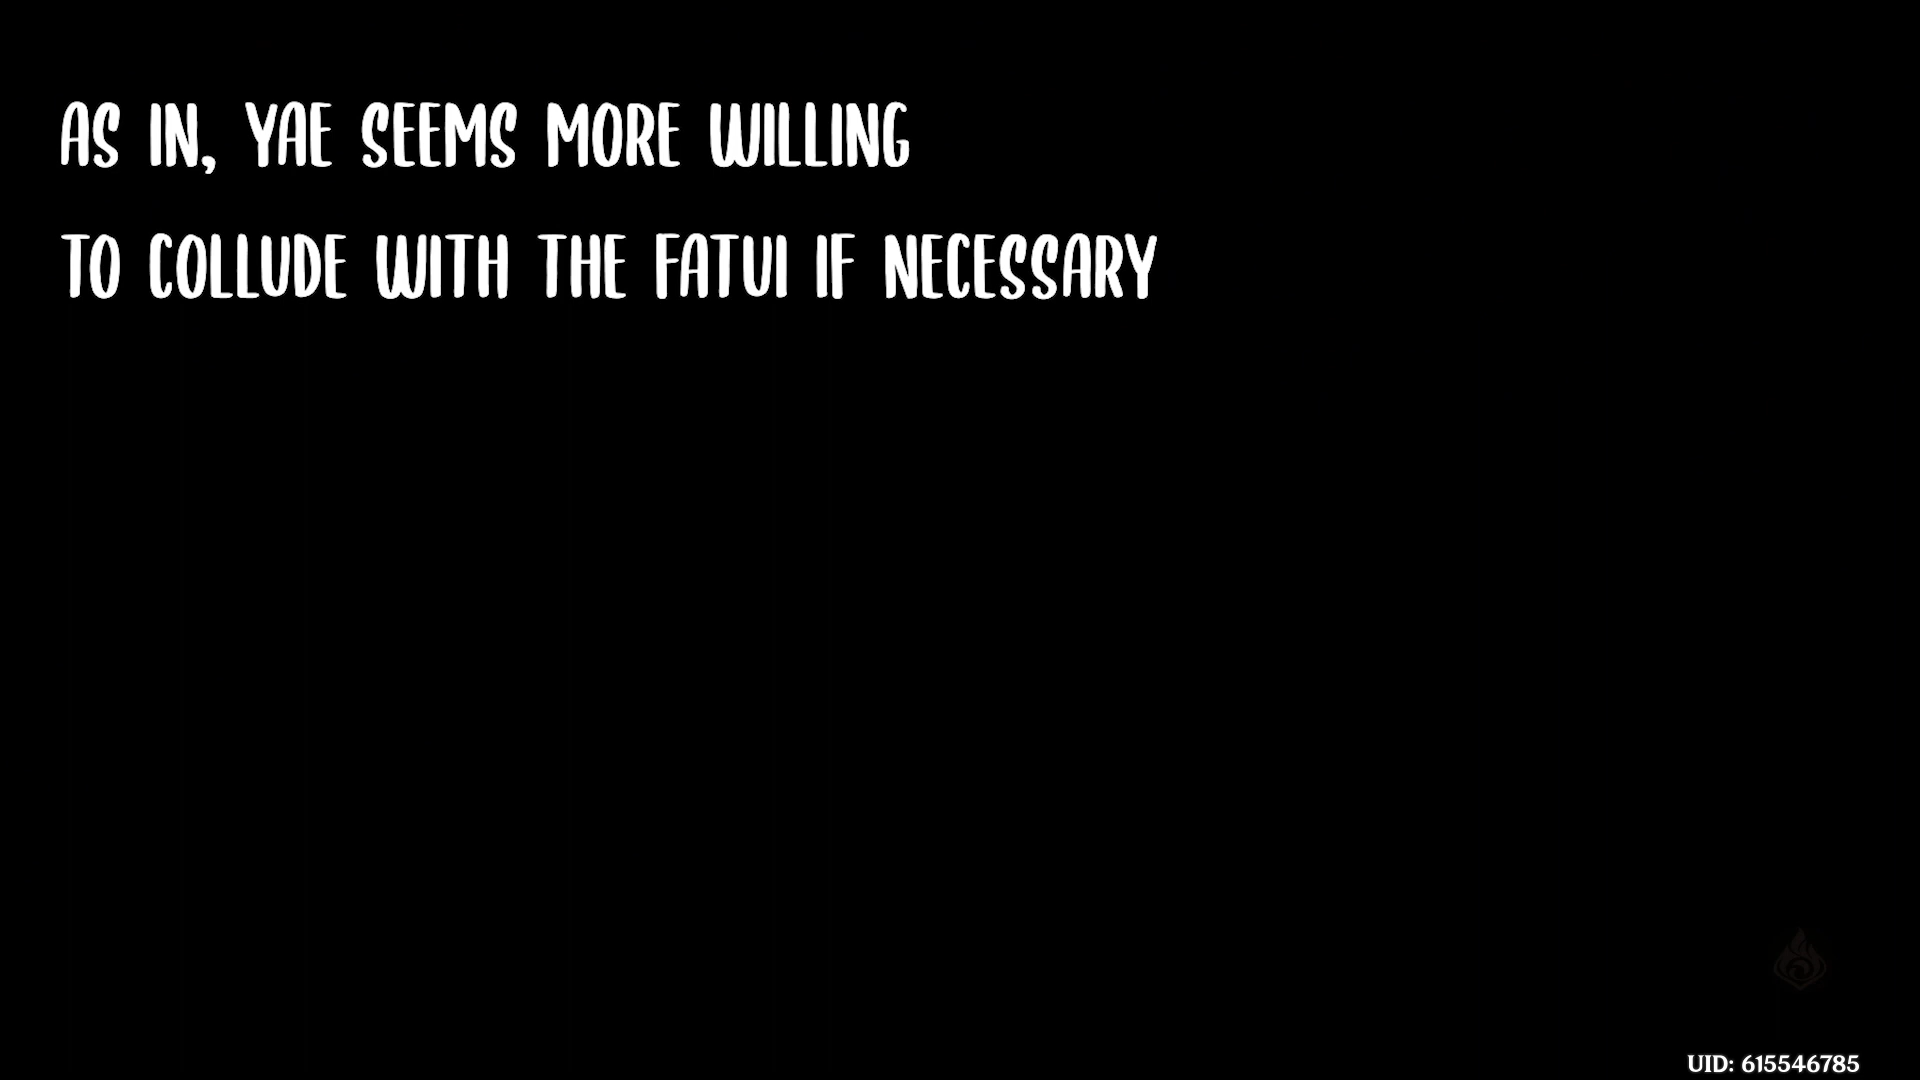 AS IN, YAE SEEMS MORE WILLING
TO COLLUDE WITH THE FATUI IF NECESSARY
UID: 615546785